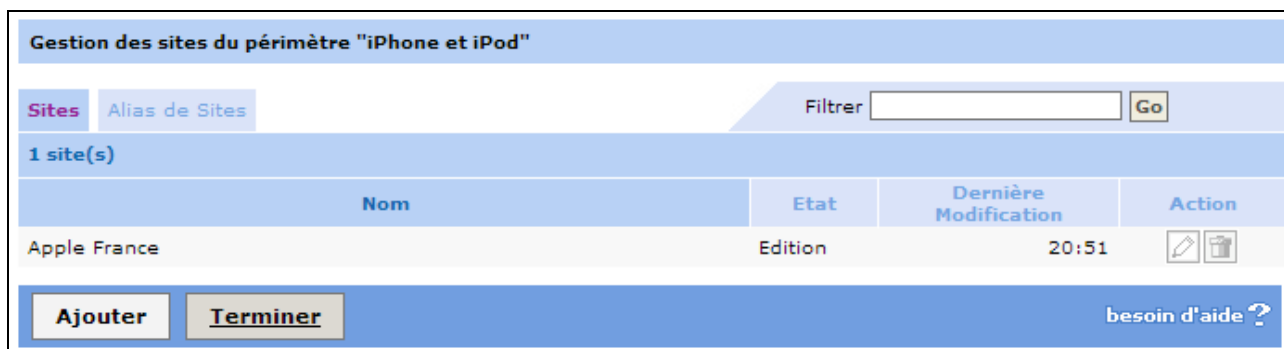 Gestion des sites du périmètre "iPhone et iPod"
Sites Alias de Sites Filtrer Go
1 site(s)
Nom Etat Dernière Modification Action
Apple France Edition 20:51
Ajouter Terminer besoin d'aide ?